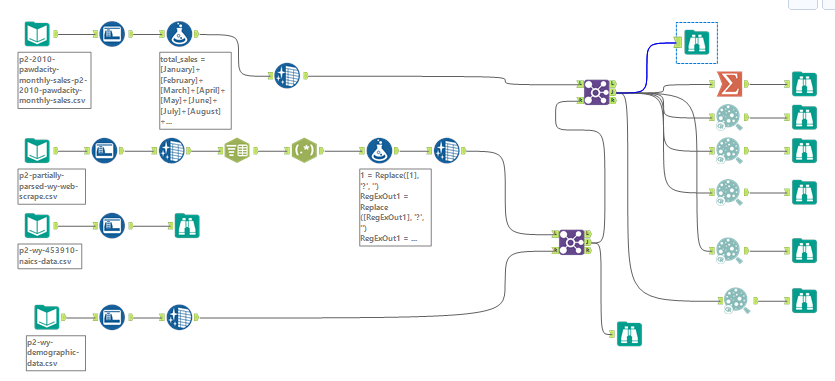 p2-2010-
pawdacity-
monthly-sales-p2-
2010-pawdacity-
monthly-sales.csv
total_sales =
[January]+
[February]+
[March]+[April]+
[May]+[June]+
[July]+[August]
+...
L
J
R
p2-partially-
parsed-wy-web-
scrape.csv
(.*)
1 = Replace([1],
'?', '')
RegExOut1 =
Replace
([RegExOut1], '?',
'')
RegExOut1 = ...
p2-wy-453910-
naics-data.csv
L
J
R
p2-wy-
demographic-
data.csv